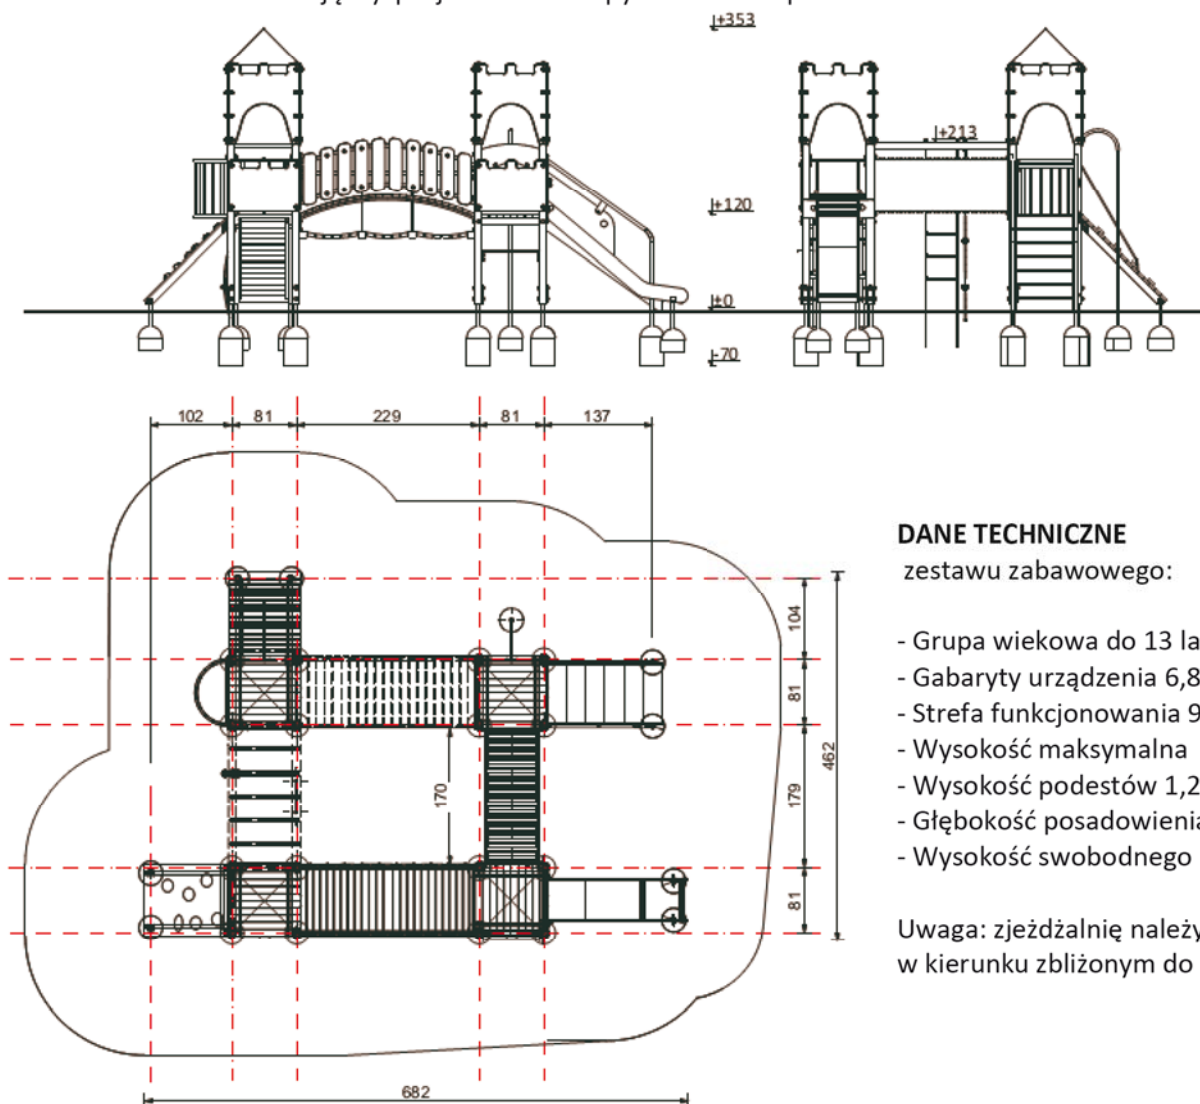 +353
+213
+120
±0
-70
102 81 229 81 137
104
81
179
81
462
170
682
DANE TECHNICZNE
zestawu zabawowego:
- Grupa wiekowa do 13 la
- Gabaryty urządzenia 6,8
- Strefa funkcjonowania 9
- Wysokość maksymalna
- Wysokość podestów 1,2
- Głębokość posadowienia
- Wysokość swobodnego
Uwaga: zjeżdżalnię należy
w kierunku zbliżonym do